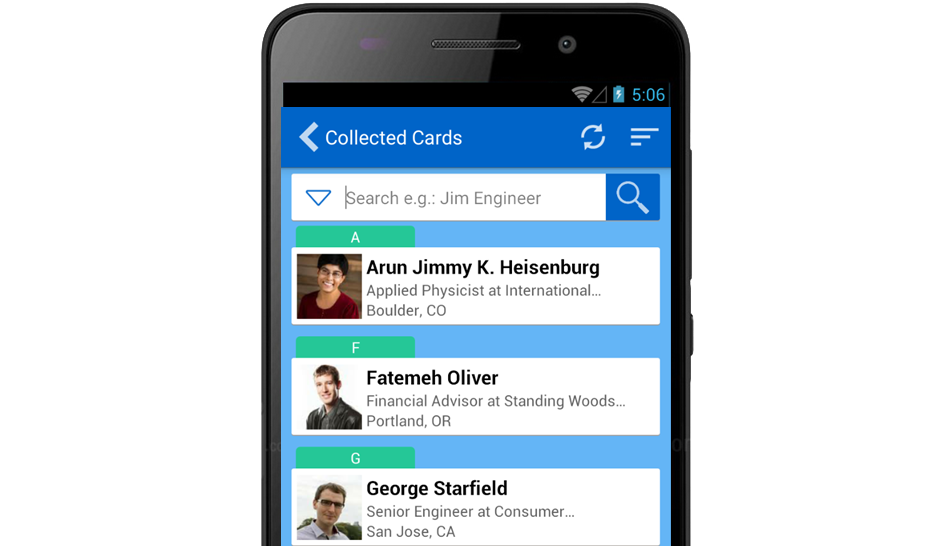 5:06
Collected Cards
Search e.g.: Jim Engineer
A
Arun Jimmy K. Heisenburg
Applied Physicist at International...
Boulder, CO
F
Fatemeh Oliver
Financial Advisor at Standing Woods...
Portland, OR
G
George Starfield
Senior Engineer at Consumer...
San Jose, CA